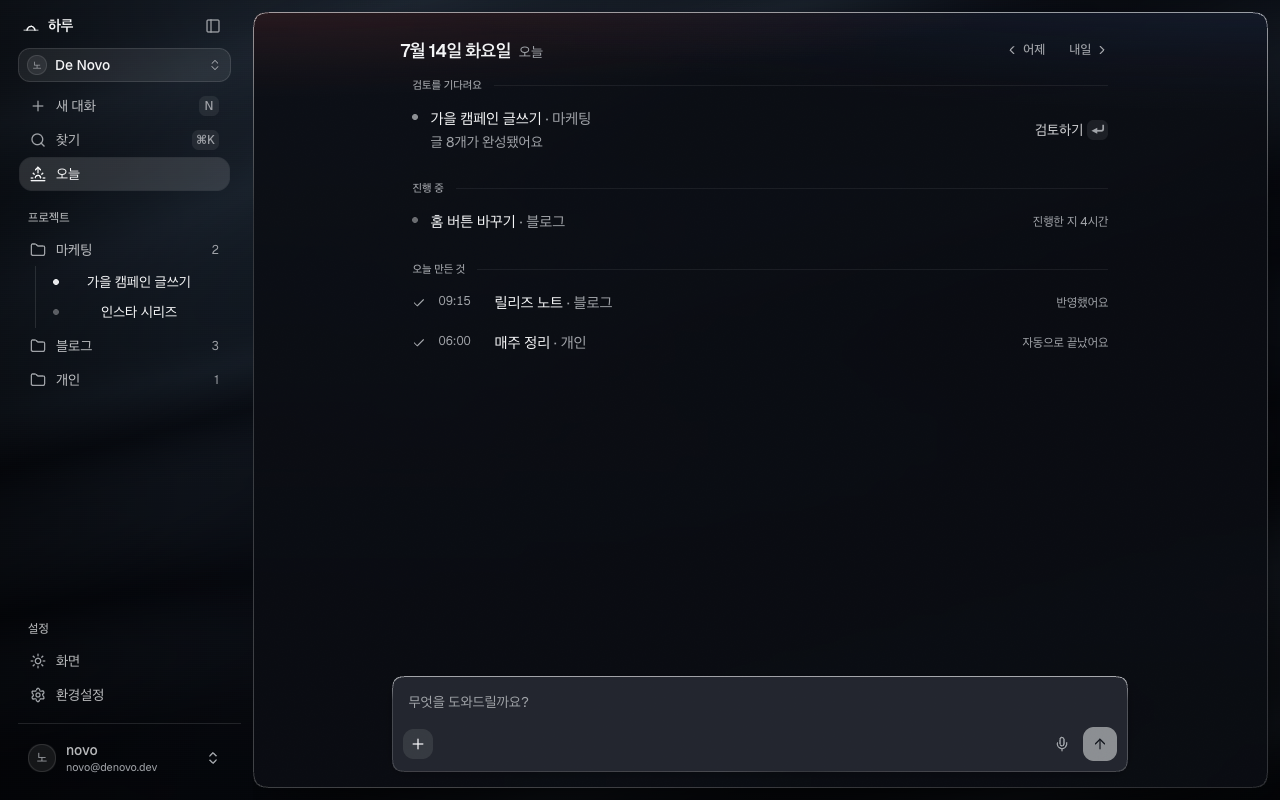 하루
노 De Novo
새 대화 N
찾기 ⌘K
오늘
프로젝트
마케팅 2
가을 캠페인 글쓰기
인스타 시리즈
블로그 3
개인 1
설정
화면
환경설정
노 novo
novo@denovo.dev
7월 14일 화요일 오늘
어제 내일
검토를 기다려요
가을 캠페인 글쓰기 · 마케팅
글 8개가 완성됐어요
검토하기
진행 중
홈 버튼 바꾸기 · 블로그 진행한 지 4시간
오늘 만든 것
09:15 릴리즈 노트 · 블로그 반영했어요
06:00 매주 정리 · 개인 자동으로 끝났어요
무엇을 도와드릴까요?